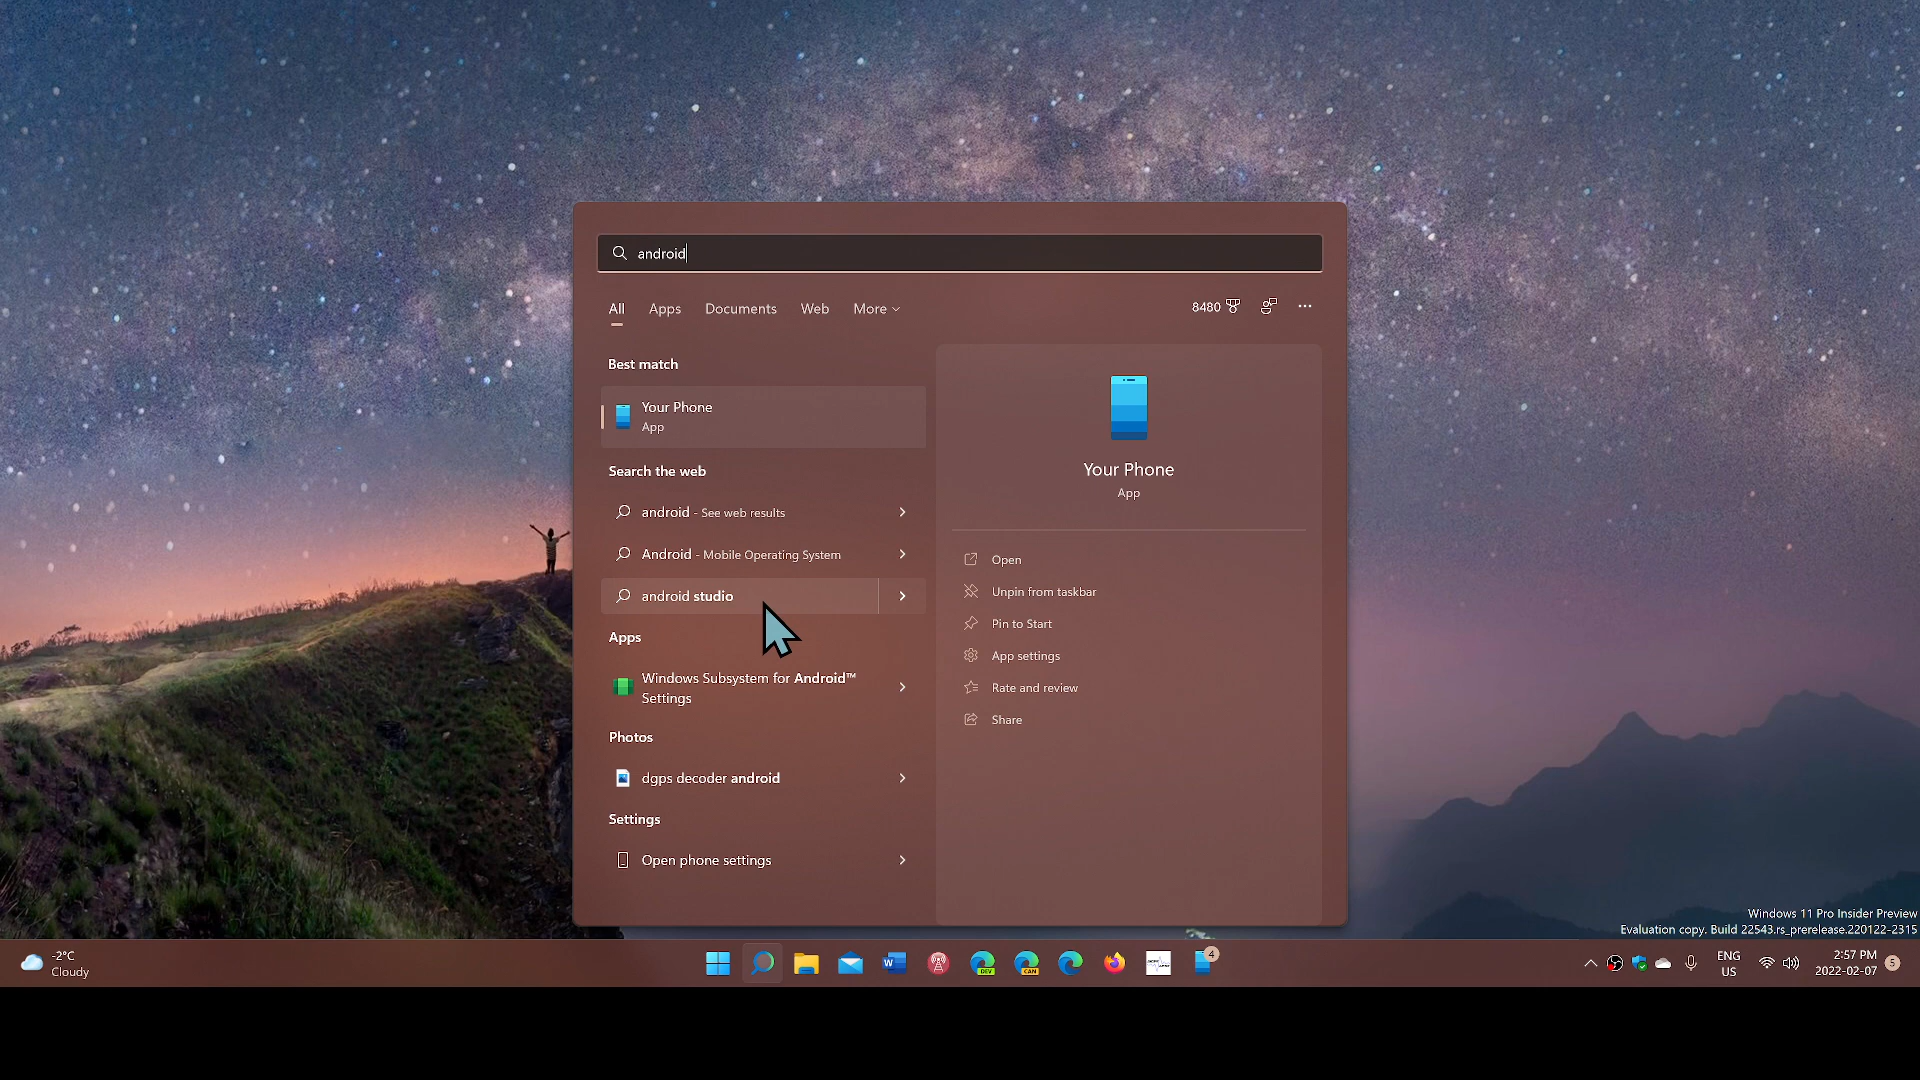 android
All Apps Documents Web More
8480
Best match
Your Phone
App
Search the web
android - See web results
Android - Mobile Operating System
android studio
Apps
Windows Subsystem for Android™
Settings
Photos
dgps decoder android
Settings
Open phone settings
Your Phone
App
Open
Unpin from taskbar
Pin to Start
App settings
Rate and review
Share
Windows 11 Pro Insider Preview
Evaluation copy. Build 22543.rs_prerelease.220122-2315
-2°C
Cloudy
W
DEV
CAN
4
ENG
US
2:57 PM
2022-02-07
5